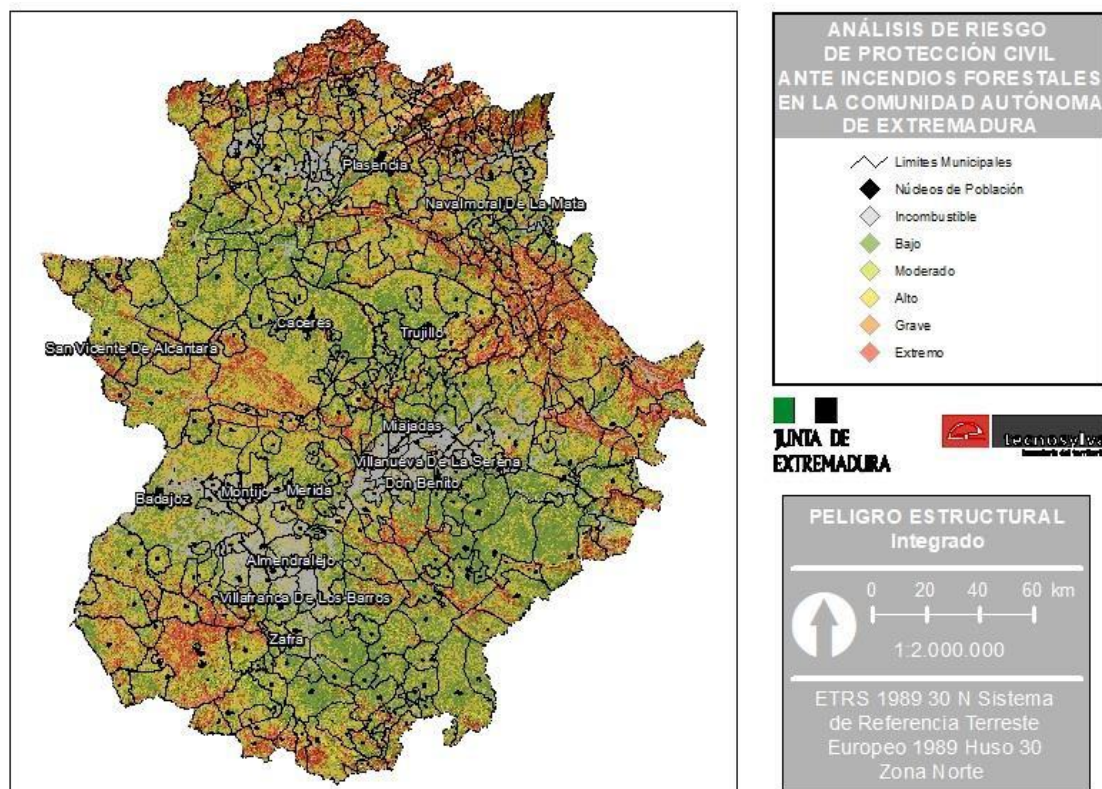 ANÁLISIS DE RIESGO
DE PROTECCIÓN CIVIL
ANTE INCENDIOS FORESTALES
EN LA COMUNIDAD AUTÓNOMA
DE EXTREMADURA
Limites Municipales
Núcleos de Población
Incombustible
Bajo
Moderado
Alto
Grave
Extremo
Plasencia
Navalmoral De La Mata
Caceres
Trujillo
San Vicente De Alcantara
Miajadas
Villanueva De La Serena
Don Benito
Badajoz
Montijo
Merida
Almendralejo
Villafranca De Los Barros
Zafra
JUNTA DE
EXTREMADURA
tecnosylva
PELIGRO ESTRUCTURAL
Integrado
0 20 40 60 km
1:2.000.000
ETRS 1989 30 N Sistema
de Referencia Terreste
Europeo 1989 Huso 30
Zona Norte